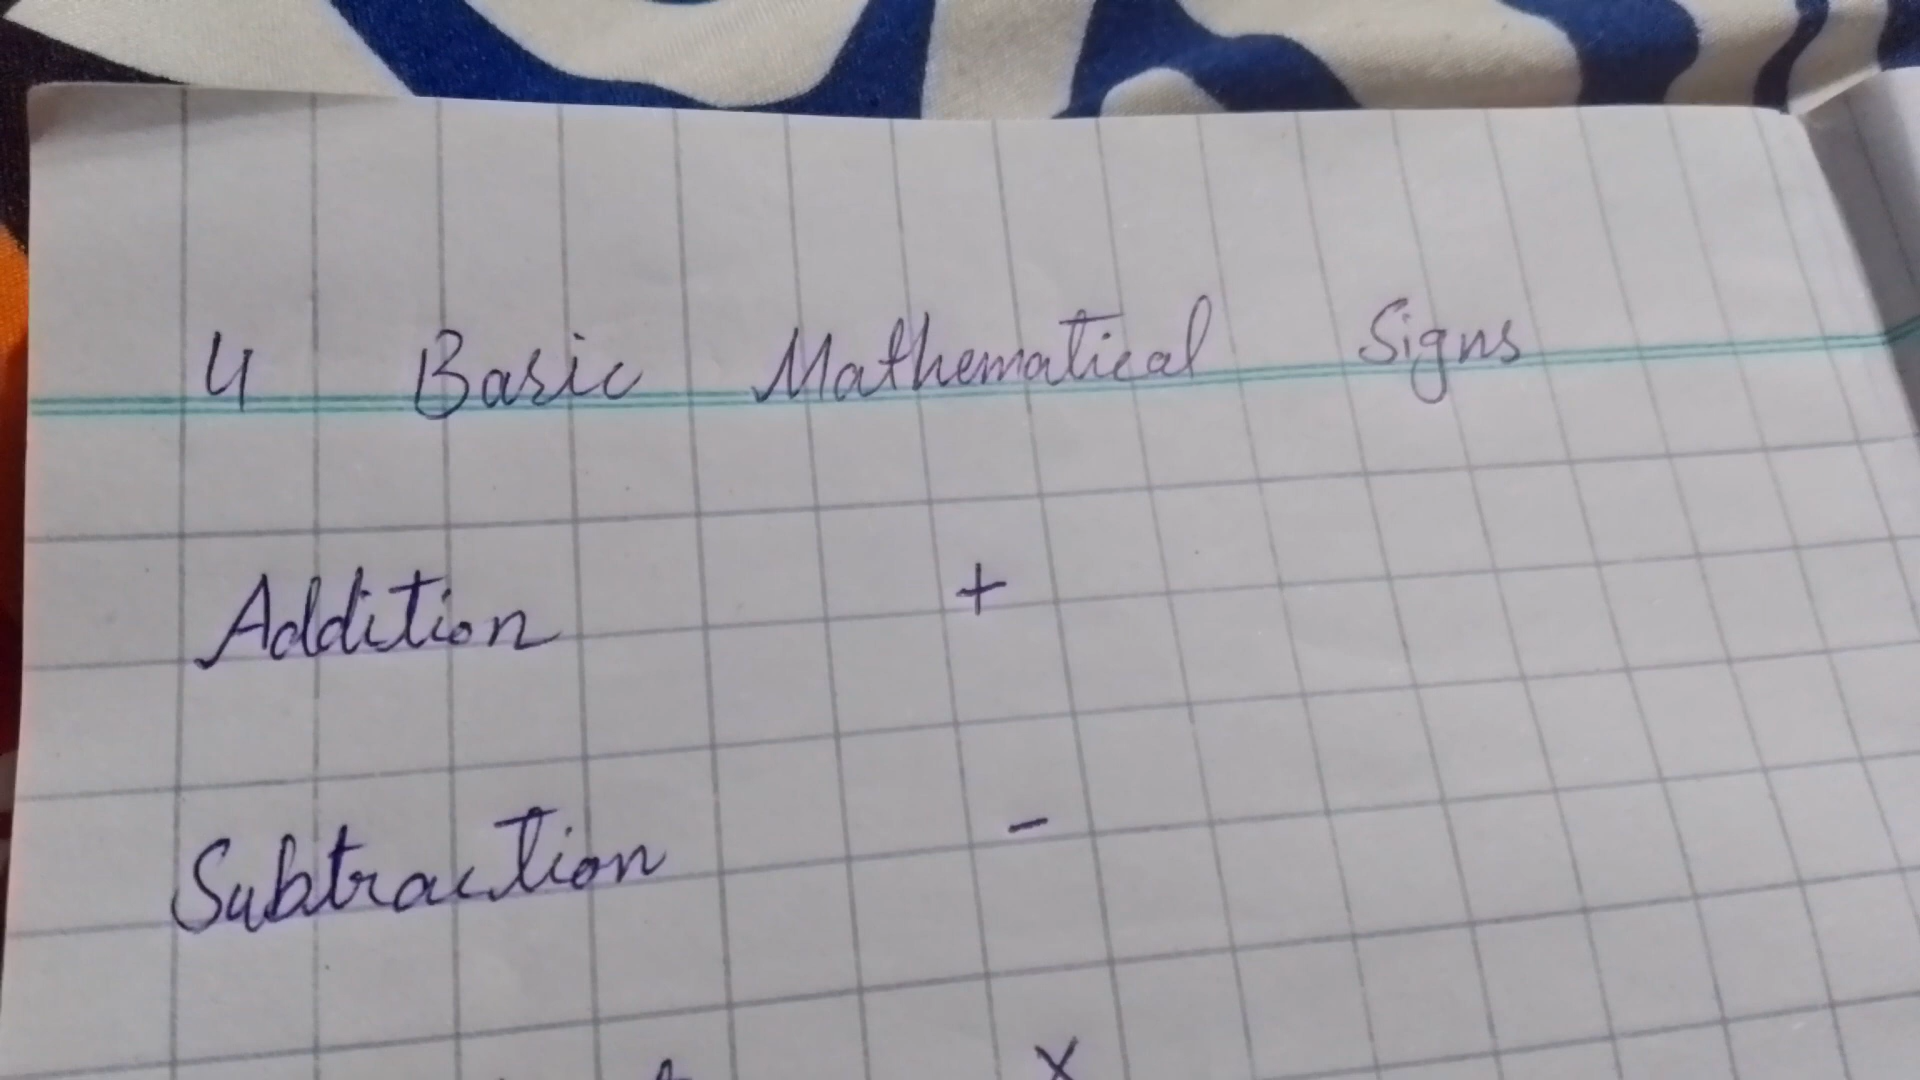 4 Basic Mathematical Signs
Addition +
Subtraction -
x